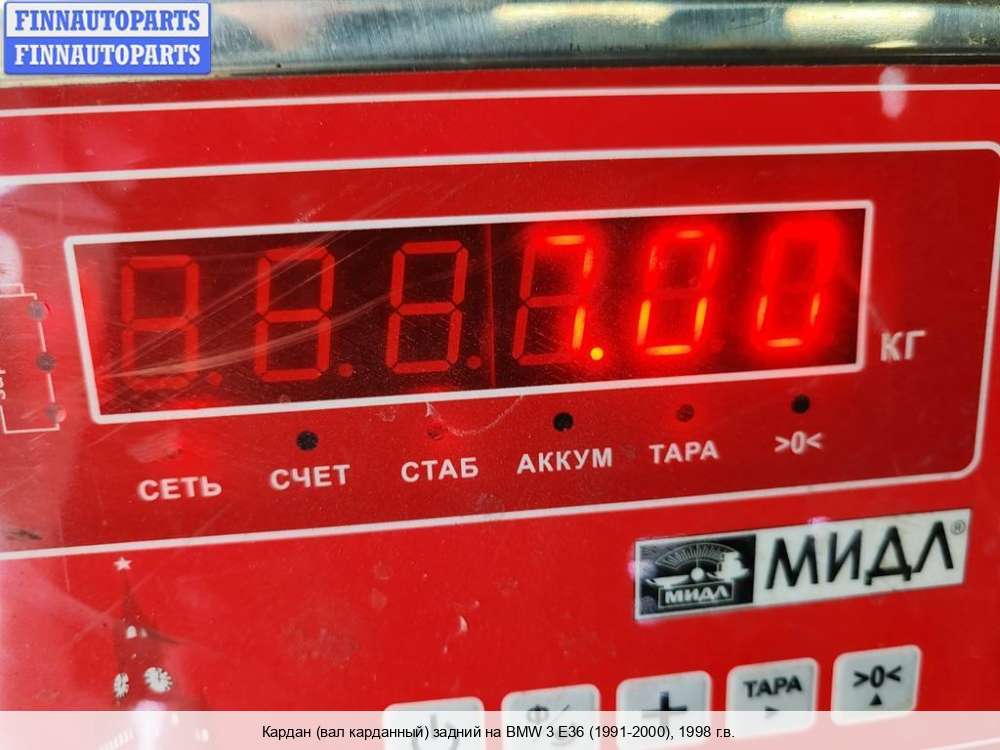 FINNAUTOPARTS
FINNAUTOPARTS
7.00
КГ
СЕТЬ СЧЕТ СТАБ АККУМ ТАРА >0<
МИДЛ МИДЛ®
ТАРА >0<
Кардан (вал карданный) задний на BMW 3 E36 (1991-2000), 1998 г.в.